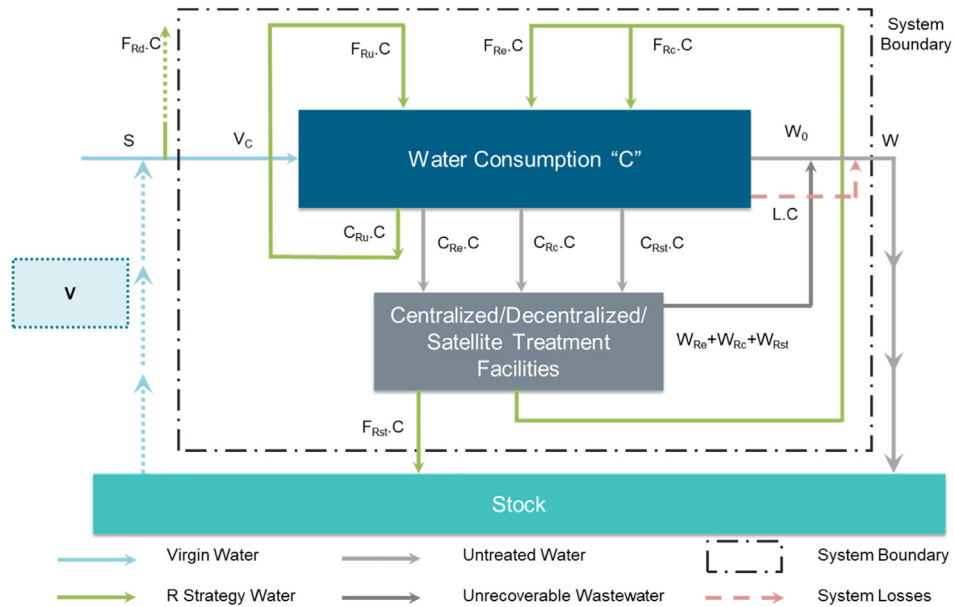 System
Boundary
F_Rd.C
F_Ru.C
F_Re.C
F_Rc.C
S
V_C
Water Consumption “C”
W_0
W
L.C
C_Ru.C
C_Re.C
C_Rc.C
C_Rst.C
V
Centralized/Decentralized/
Satellite Treatment
Facilities
W_Re+W_Rc+W_Rst
F_Rst.C
Stock
Virgin Water
Untreated Water
System Boundary
R Strategy Water
Unrecoverable Wastewater
System Losses